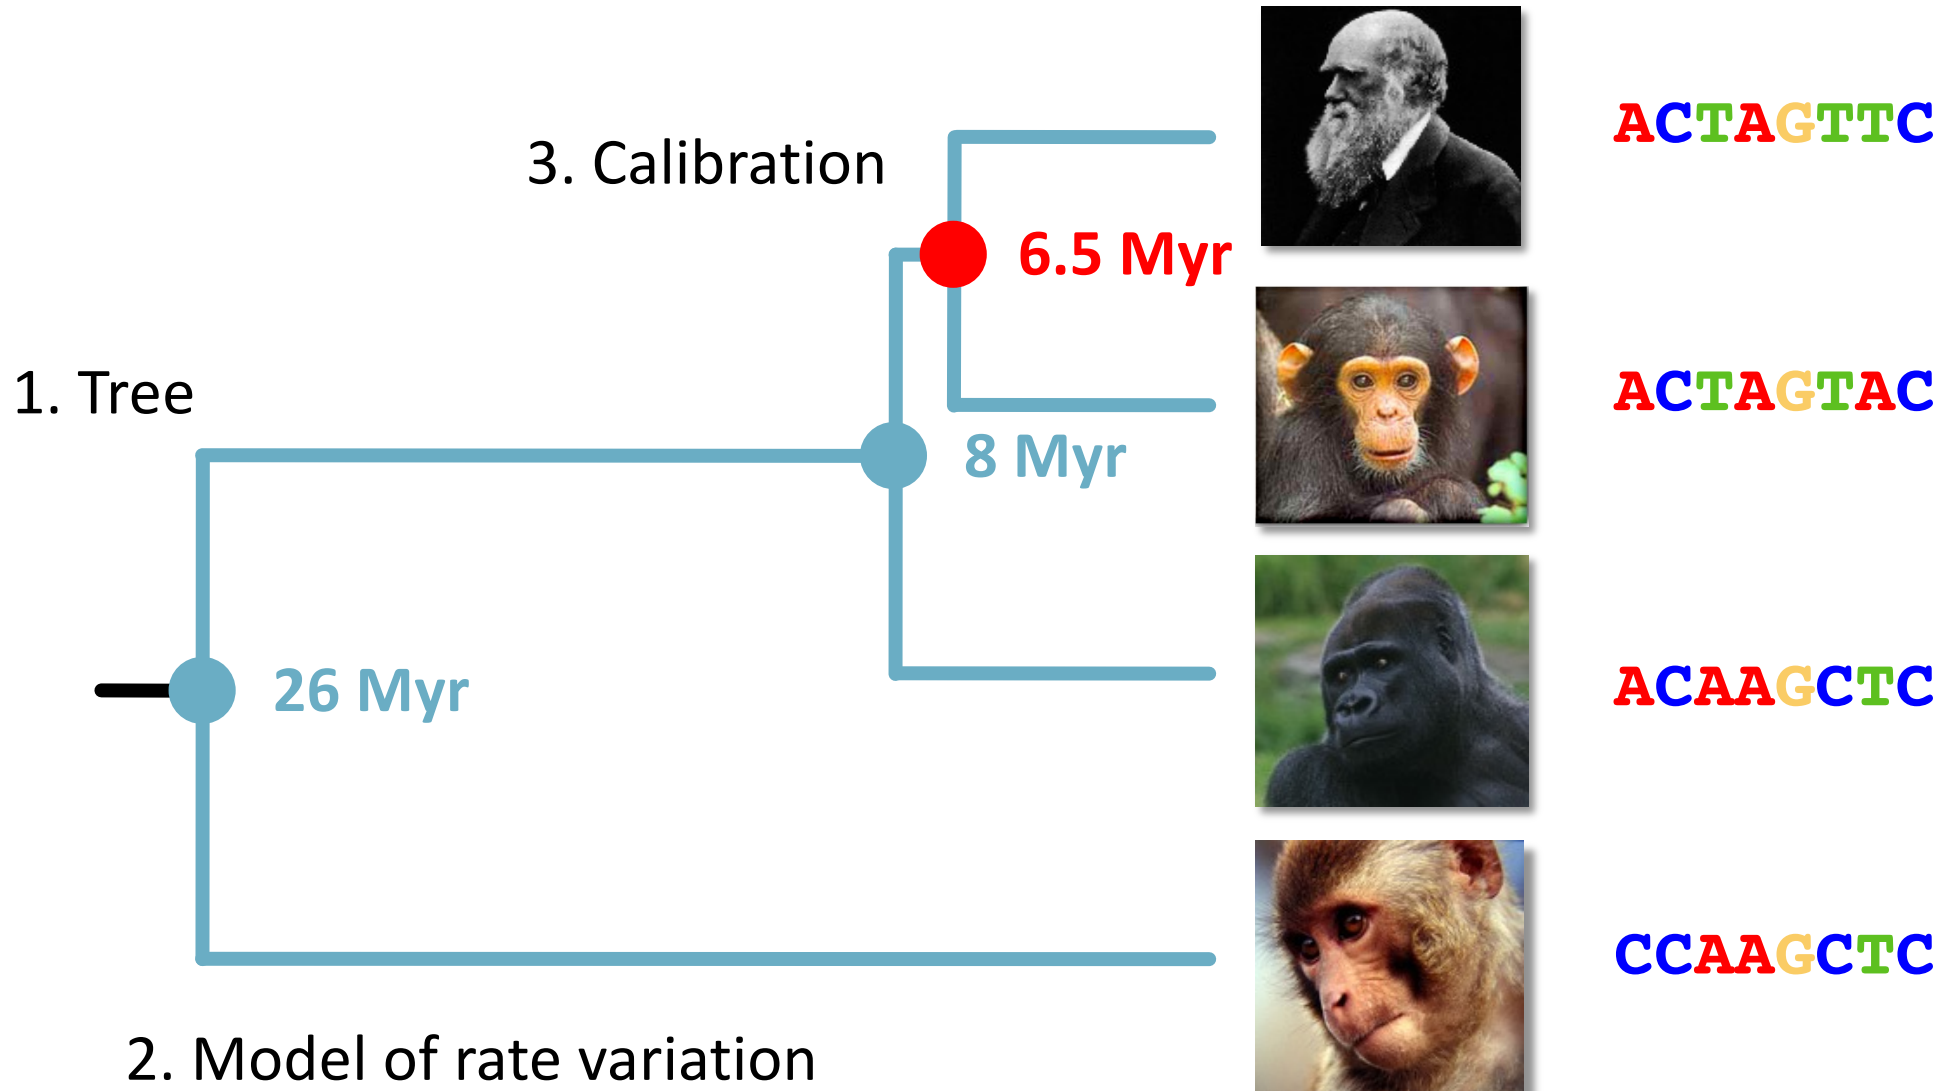 ACTAGTTC
3. Calibration
6.5 Myr
1. Tree
ACTAGTAC
8 Myr
26 Myr
ACAAGCTC
CCAAGCTC
2. Model of rate variation